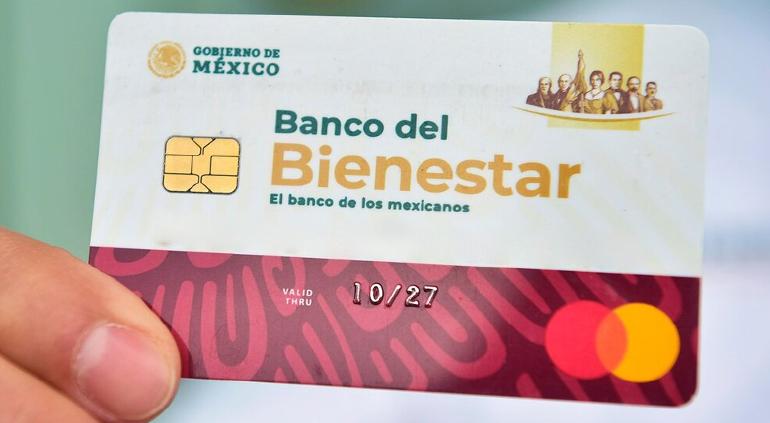 GOBIERNO DE
MÉXICO
Banco del
Bienestar
El banco de los mexicanos
VALID
THRU
10/27